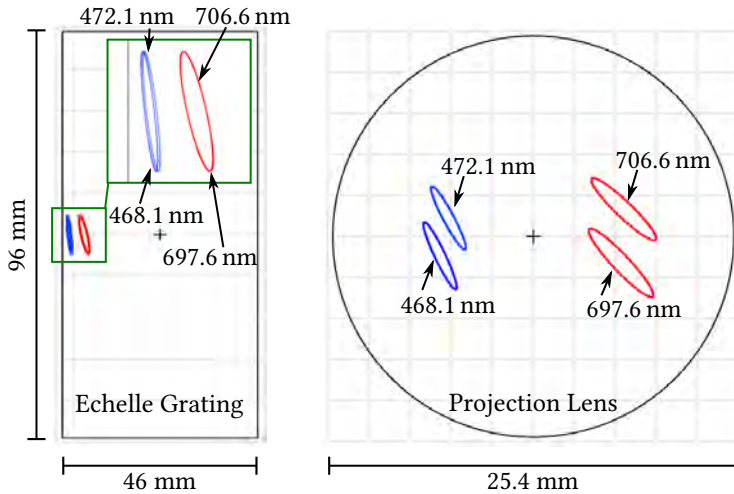 472.1 nm 706.6 nm
468.1 nm
697.6 nm
96 mm
Echelle Grating
46 mm
706.6 nm
472.1 nm
468.1 nm
697.6 nm
Projection Lens
25.4 mm